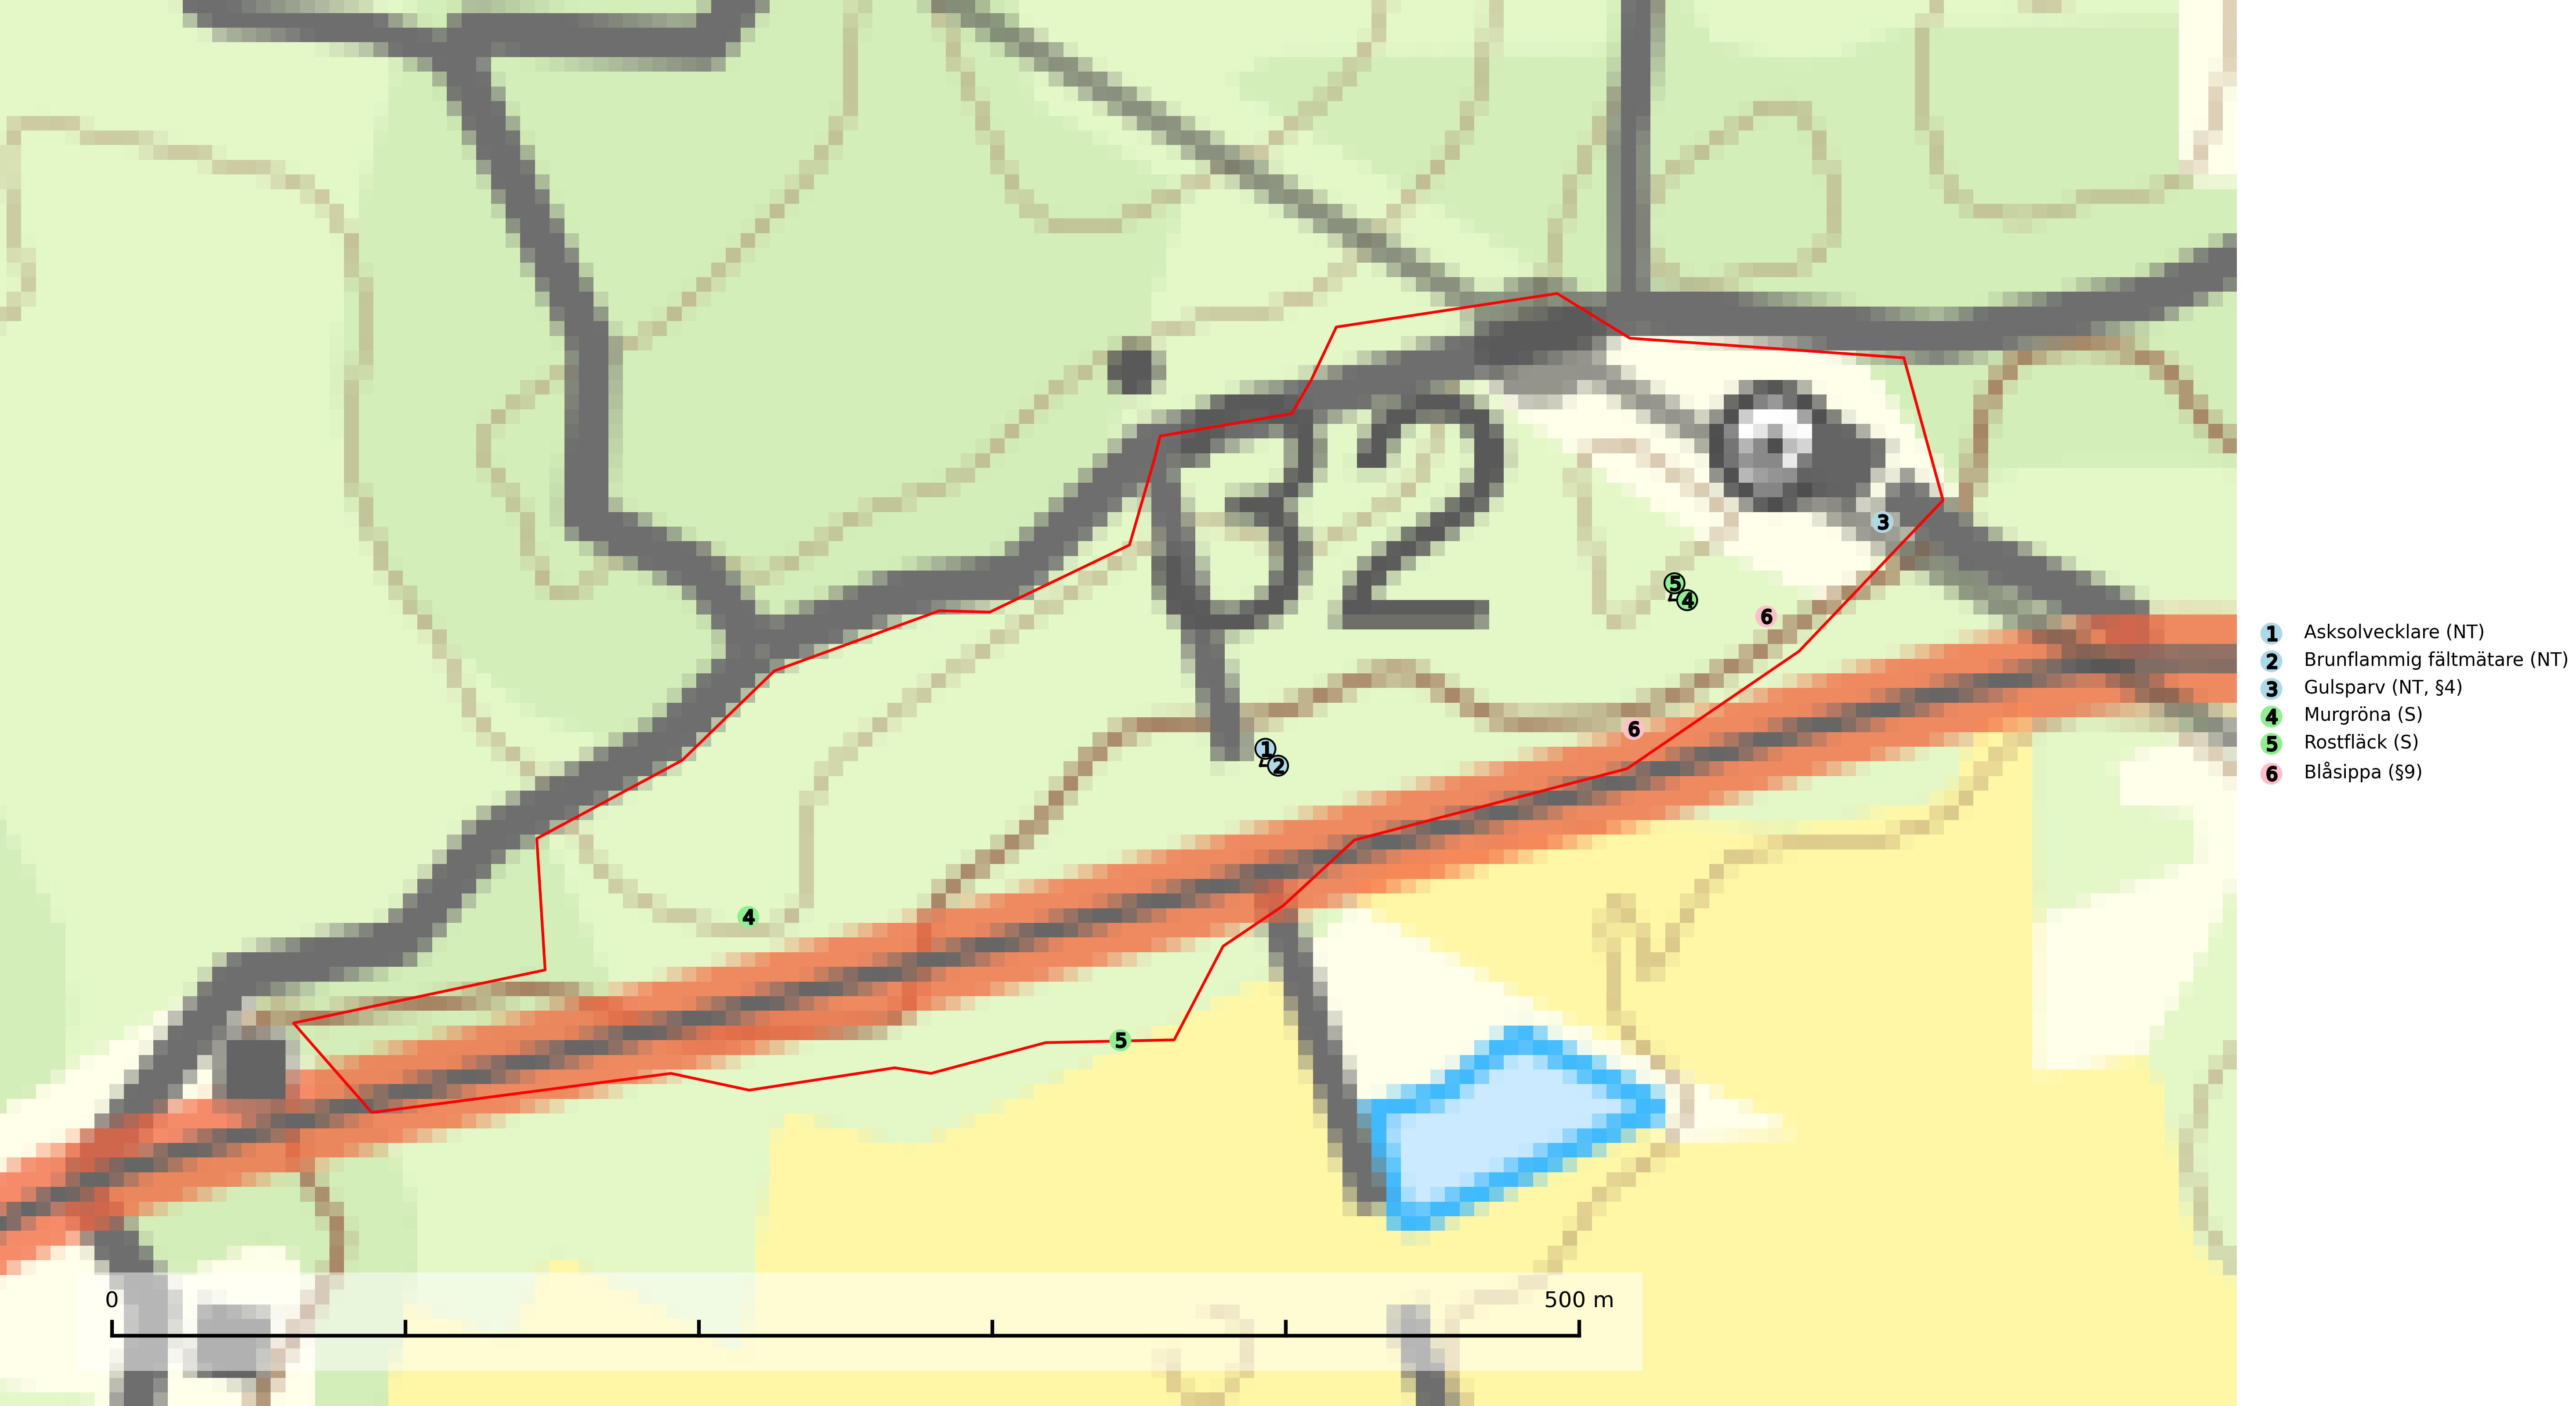 32
3
5
4
6
6
1
2
4
5
0
500 m
1 Asksolvecklare (NT)
2 Brunflammig fältmätare (NT)
3 Gulsparv (NT, §4)
4 Murgröna (S)
5 Rostfläck (S)
6 Blåsippa (§9)